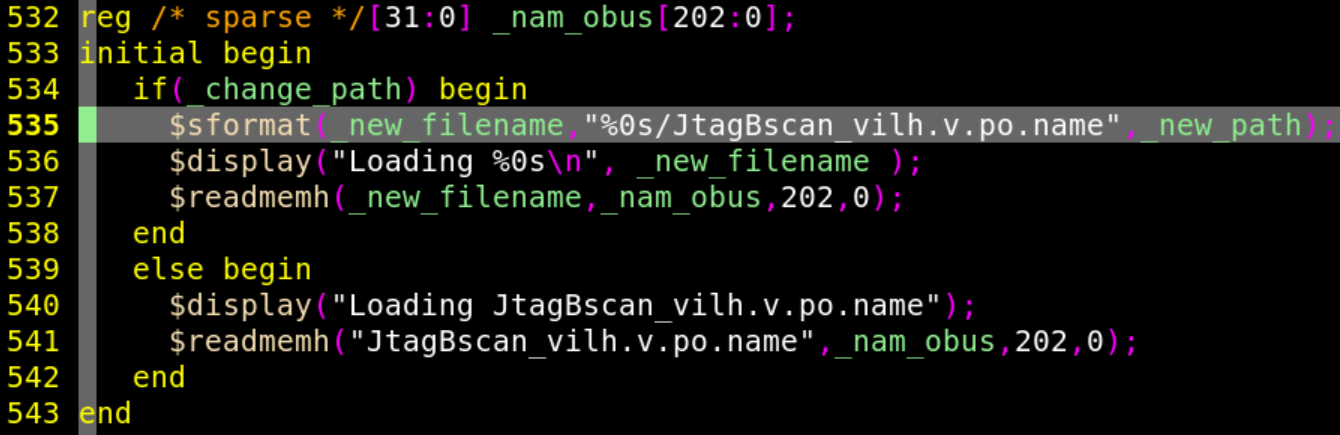 532 reg /* sparse */[31:0] _nam_obus[202:0];
533 initial begin
534    if(_change_path) begin
535      $sformat(_new_filename,"%0s/JtagBscan_vilh.v.po.name",_new_path);
536      $display("Loading %0s\n", _new_filename );
537      $readmemh(_new_filename,_nam_obus,202,0);
538    end
539    else begin
540      $display("Loading JtagBscan_vilh.v.po.name");
541      $readmemh("JtagBscan_vilh.v.po.name",_nam_obus,202,0);
542    end
543 end